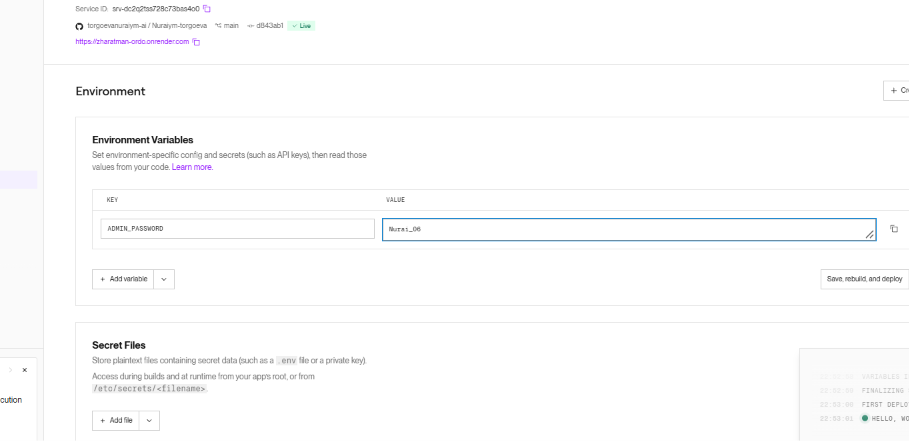 Service ID: srv-dc2q2tss728c73bas4o0
torgoevanuraiym-ai / Nuraiym-torgoeva main d843ab1 Live
https://zharatman-ordo.onrender.com
Environment
Environment Variables
Set environment-specific config and secrets (such as API keys), then read those
values from your code. Learn more.
KEY VALUE
ADMIN_PASSWORD Nurai_06
+ Add variable Save, rebuild, and deploy
Secret Files
Store plaintext files containing secret data (such as a .env file or a private key).
Access during builds and at runtime from your app's root, or from
/etc/secrets/<filename>.
cution
FINALIZING
FIRST DEPLO
HELLO, WO
+ Add file